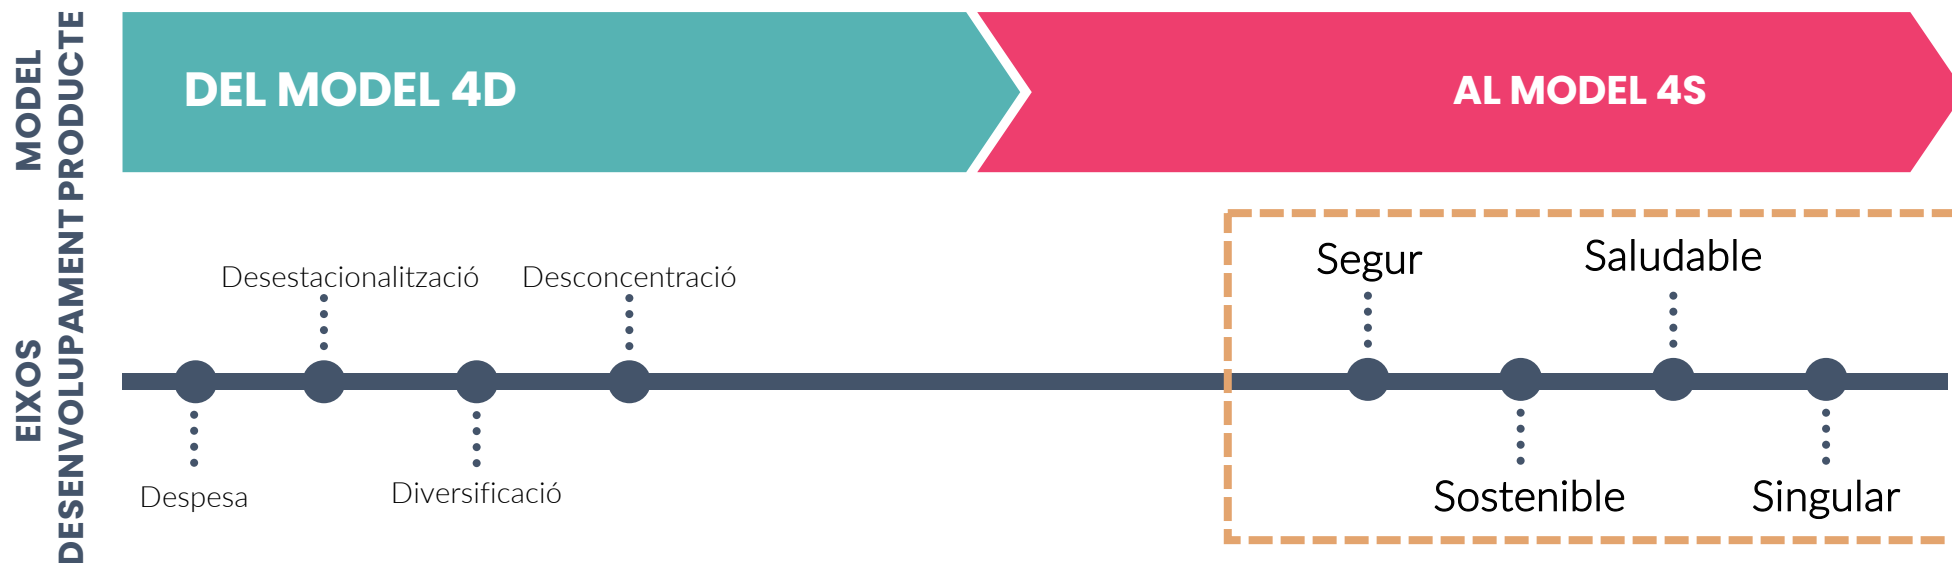 MODEL
EIXOS
DESENVOLUPAMENT PRODUCTE
DEL MODEL 4D
AL MODEL 4S
Desestacionalització
Desconcentració
Despesa
Diversificació
Segur
Saludable
Sostenible
Singular